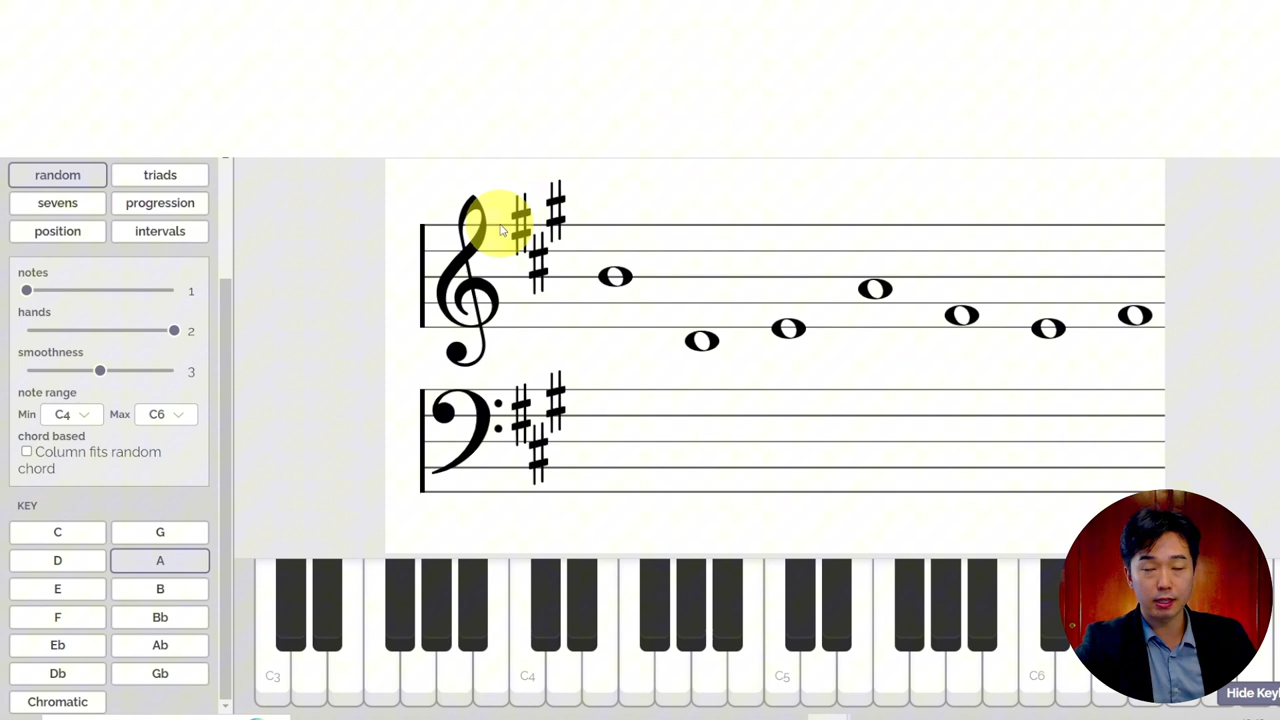 random triads
sevens progression
position intervals
notes
1
hands
2
smoothness
3
note range
Min C4 Max C6
chord based
Column fits random
chord
KEY
C G
D A
E B
F Bb
Eb Ab
Db Gb
Chromatic
C3 C4 C5 C6
Hide Key